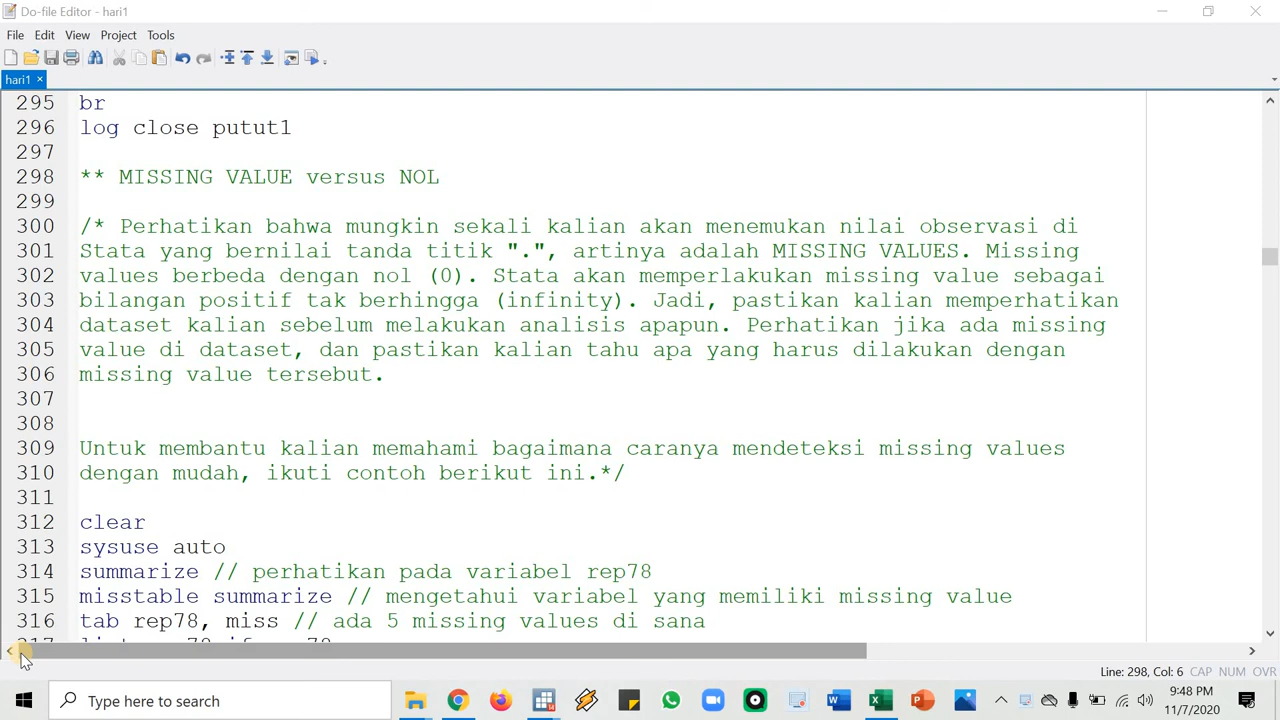 Do-file Editor - hari1
File Edit View Project Tools
hari1 ×
295 br
296 log close putut1
297
298 ** MISSING VALUE versus NOL
299
300 /* Perhatikan bahwa mungkin sekali kalian akan menemukan nilai observasi di
301 Stata yang bernilai tanda titik ".", artinya adalah MISSING VALUES. Missing
302 values berbeda dengan nol (0). Stata akan memperlakukan missing value sebagai
303 bilangan positif tak berhingga (infinity). Jadi, pastikan kalian memperhatikan
304 dataset kalian sebelum melakukan analisis apapun. Perhatikan jika ada missing
305 value di dataset, dan pastikan kalian tahu apa yang harus dilakukan dengan
306 missing value tersebut.
307
308
309 Untuk membantu kalian memahami bagaimana caranya mendeteksi missing values
310 dengan mudah, ikuti contoh berikut ini.*/
311
312 clear
313 sysuse auto
314 summarize // perhatikan pada variabel rep78
315 misstable summarize // mengetahui variabel yang memiliki missing value
316 tab rep78, miss // ada 5 missing values di sana
Line: 298, Col: 6 CAP NUM OVR
Type here to search
9:48 PM
11/7/2020